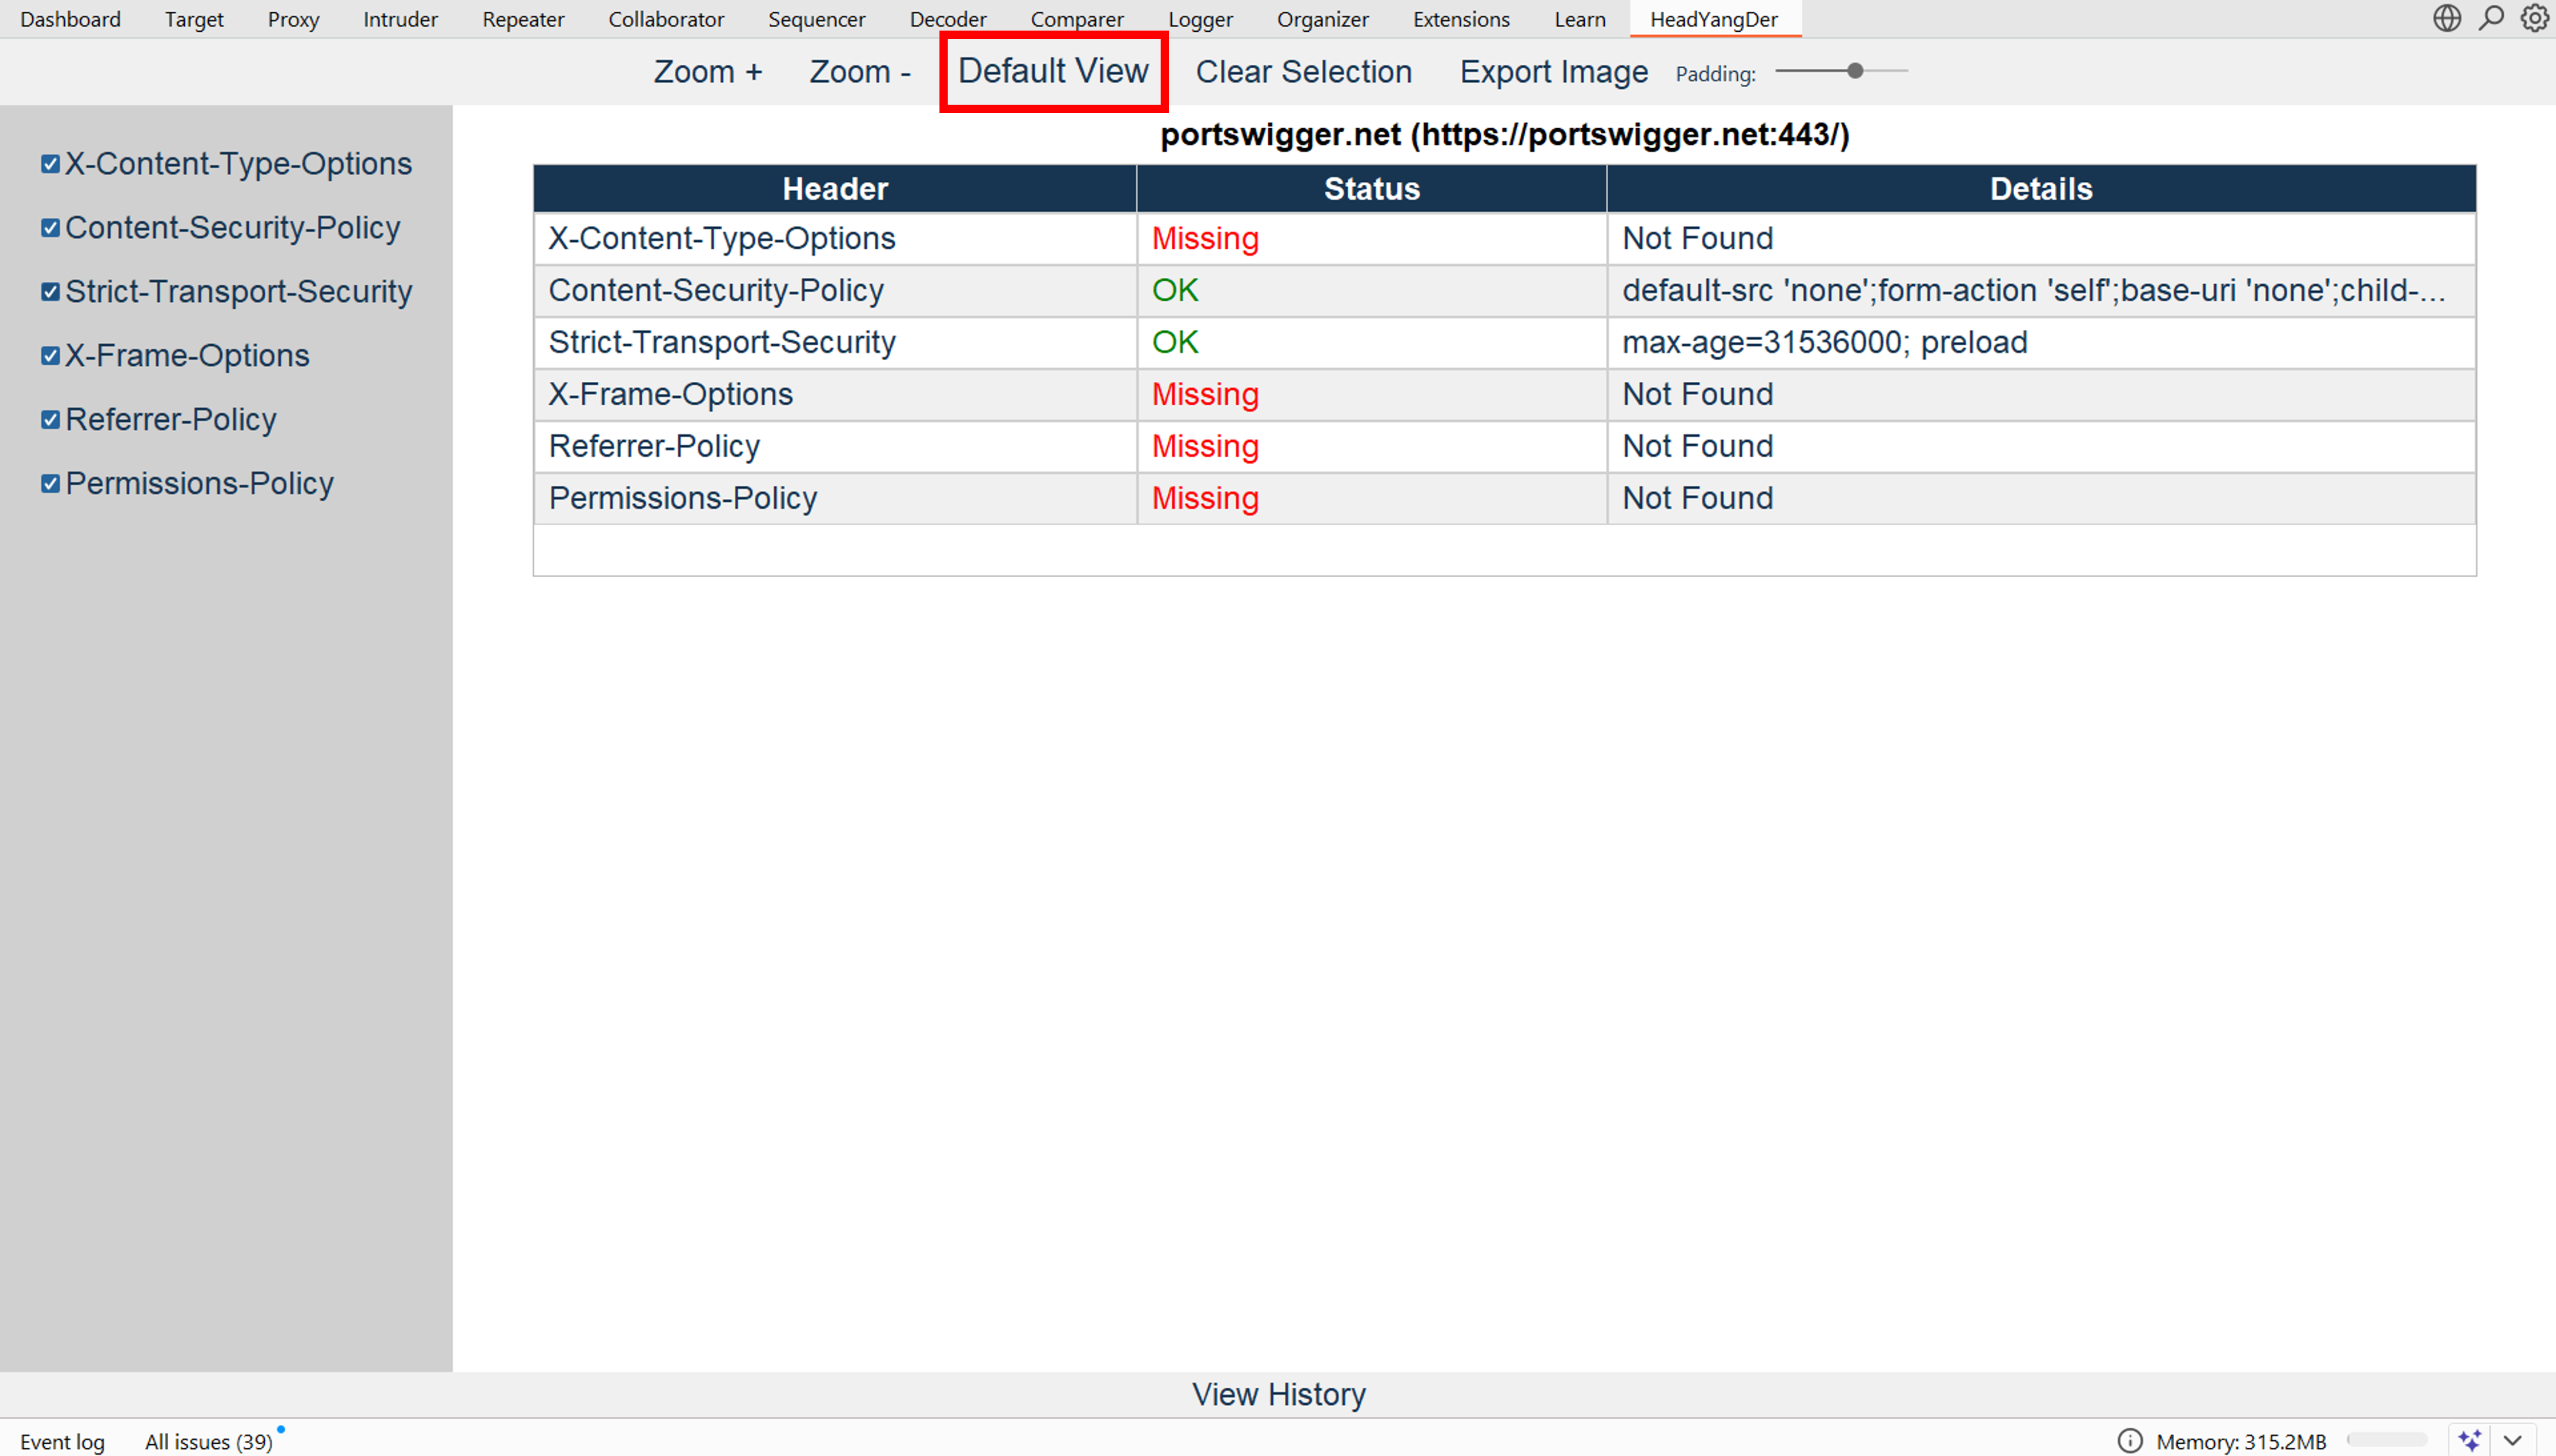 Dashboard Target Proxy Intruder Repeater Collaborator Sequencer Decoder Comparer Logger Organizer Extensions Learn HeadYangDer
Zoom + Zoom - Default View Clear Selection Export Image Padding:
X-Content-Type-Options
Content-Security-Policy
Strict-Transport-Security
X-Frame-Options
Referrer-Policy
Permissions-Policy
portswigger.net (https://portswigger.net:443/)
Header Status Details
X-Content-Type-Options Missing Not Found
Content-Security-Policy OK default-src 'none';form-action 'self';base-uri 'none';child-...
Strict-Transport-Security OK max-age=31536000; preload
X-Frame-Options Missing Not Found
Referrer-Policy Missing Not Found
Permissions-Policy Missing Not Found
View History
Event log All issues (39) Memory: 315.2MB